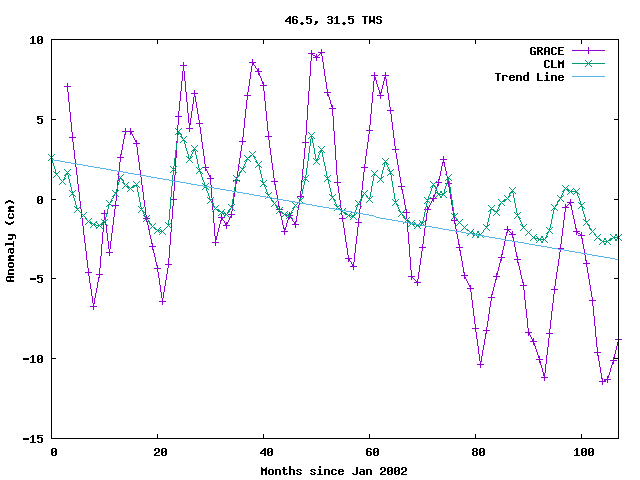 46.5, 31.5 TWS
GRACE
CLM
Trend Line
10
5
0
-5
-10
-15
Anomaly (cm)
0 20 40 60 80 100
Months since Jan 2002